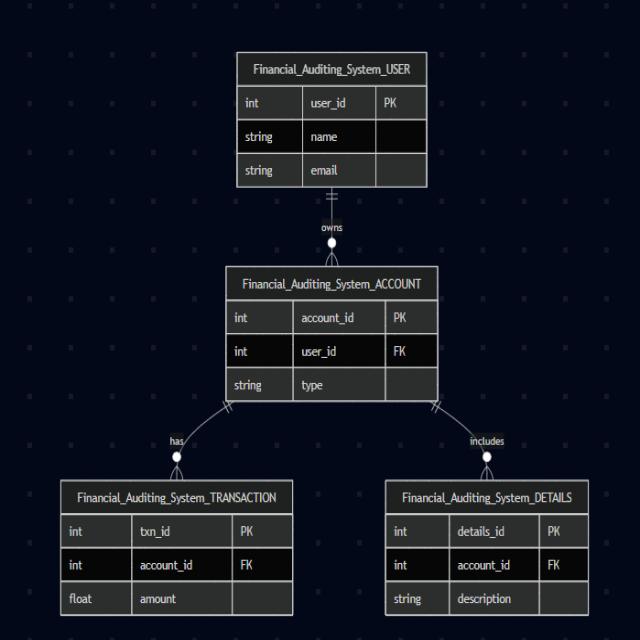 Financial_Auditing_System_USER
int user_id PK
string name
string email
owns
Financial_Auditing_System_ACCOUNT
int account_id PK
int user_id FK
string type
has
includes
Financial_Auditing_System_TRANSACTION
int txn_id PK
int account_id FK
float amount
Financial_Auditing_System_DETAILS
int details_id PK
int account_id FK
string description